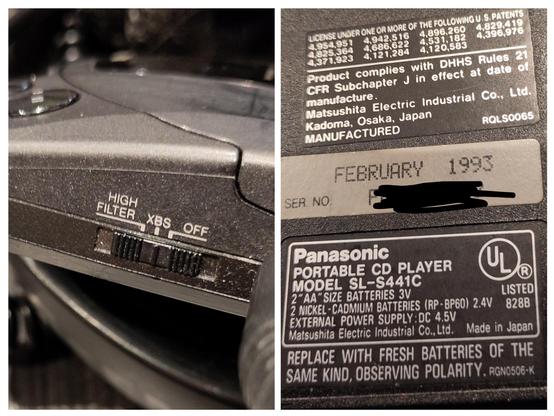 HIGH
FILTER XBS OFF
LICENSE UNDER ONE OR MORE OF THE FOLLOWING U.S. PATENTS
4,954,951 4,942,516 4,896,260 4,829,419
4,825,364 4,686,622 4,531,182 4,396,976
4,371,923 4,121,284 4,120,583
Product complies with DHHS Rules 21
CFR Subchapter J in effect at date of
manufacture.
Matsushita Electric Industrial Co., Ltd.
Kadoma, Osaka, Japan
MANUFACTURED RQLS0065
FEBRUARY 1993
SER. NO.
Panasonic
PORTABLE CD PLAYER
MODEL SL-S441C
2"AA"SIZE BATTERIES 3V
2 NICKEL-CADMIUM BATTERIES (RP-BP60) 2.4V
EXTERNAL POWER SUPPLY:DC 4.5V
Matsushita Electric Industrial Co., Ltd. Made in Japan
UL ®
LISTED
828B
REPLACE WITH FRESH BATTERIES OF THE
SAME KIND, OBSERVING POLARITY. RGN0506-K